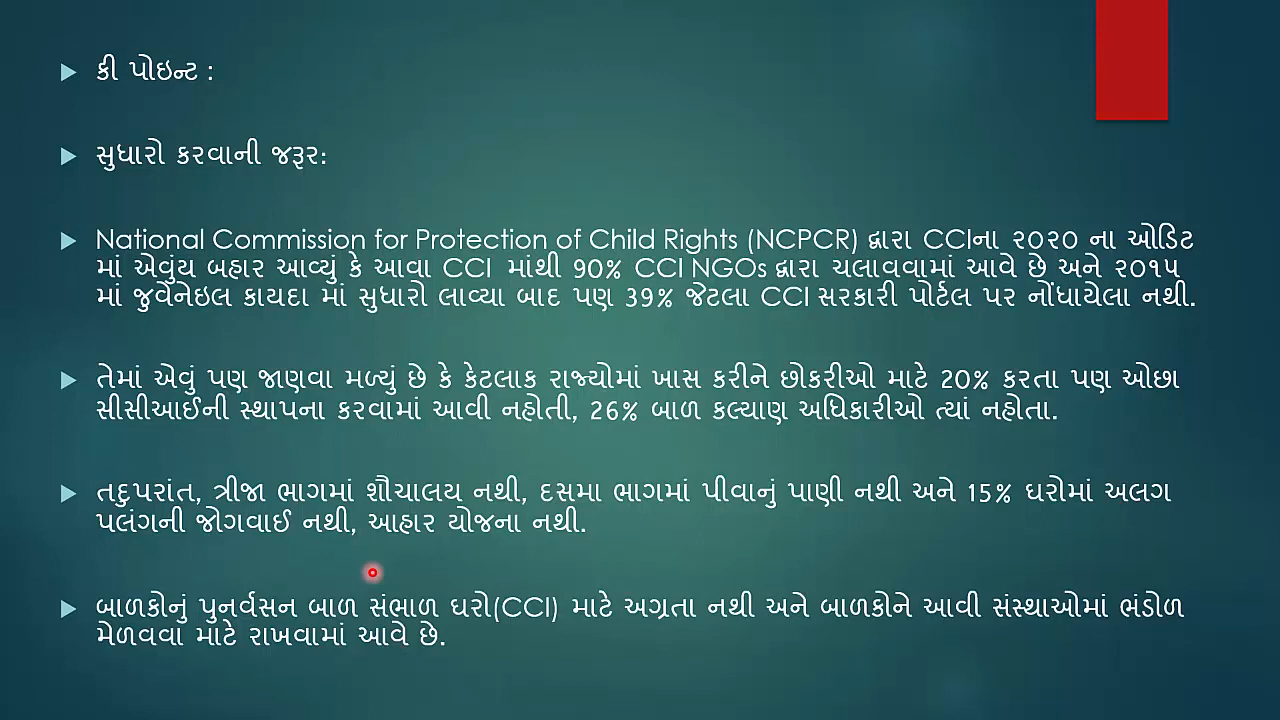 કી પોઇન્ટ :
સુધારો કરવાની જરૂર:
National Commission for Protection of Child Rights (NCPCR) દ્વારા CCIના ૨૦૨૦ ના ઓડિટ
માં એવુંય બહાર આવ્યું કે આવા CCI માંથી 90% CCI NGOs દ્વારા ચલાવવામાં આવે છે અને ૨૦૧૫
માં જુવેનેઇલ કાયદા માં સુધારો લાવ્યા બાદ પણ 39% જેટલા CCI સરકારી પોર્ટલ પર નોંધાયેલા નથી.
તેમાં એવું પણ જાણવા મળ્યું છે કે કેટલાક રાજ્યોમાં ખાસ કરીને છોકરીઓ માટે 20% કરતા પણ ઓછા
સીસીઆઈની સ્થાપના કરવામાં આવી નહોતી, 26% બાળ કલ્યાણ અધિકારીઓ ત્યાં નહોતા.
તદુપરાંત, ત્રીજા ભાગમાં શૌચાલય નથી, દસમા ભાગમાં પીવાનું પાણી નથી અને 15% ઘરોમાં અલગ
પલંગની જોગવાઈ નથી, આહાર યોજના નથી.
બાળકોનું પુનર્વસન બાળ સંભાળ ઘરો(CCI) માટે અગ્રતા નથી અને બાળકોને આવી સંસ્થાઓમાં ભંડોળ
મેળવવા માટે રાખવામાં આવે છે.